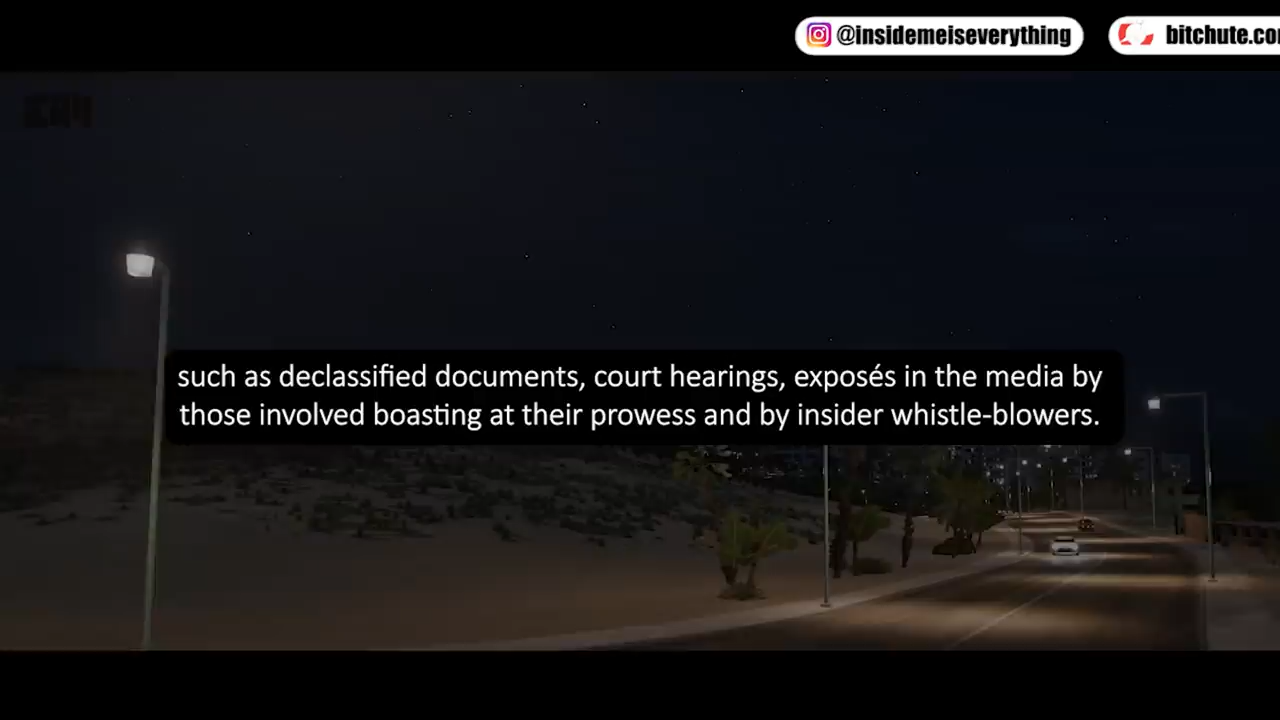 @insidemeiseverything
bitchute.co
such as declassified documents, court hearings, exposés in the media by
those involved boasting at their prowess and by insider whistle-blowers.